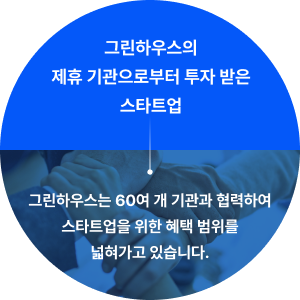 그린하우스의
제휴 기관으로부터 투자 받은
스타트업
그린하우스는 60여 개 기관과 협력하여
스타트업을 위한 혜택 범위를
넓혀가고 있습니다.